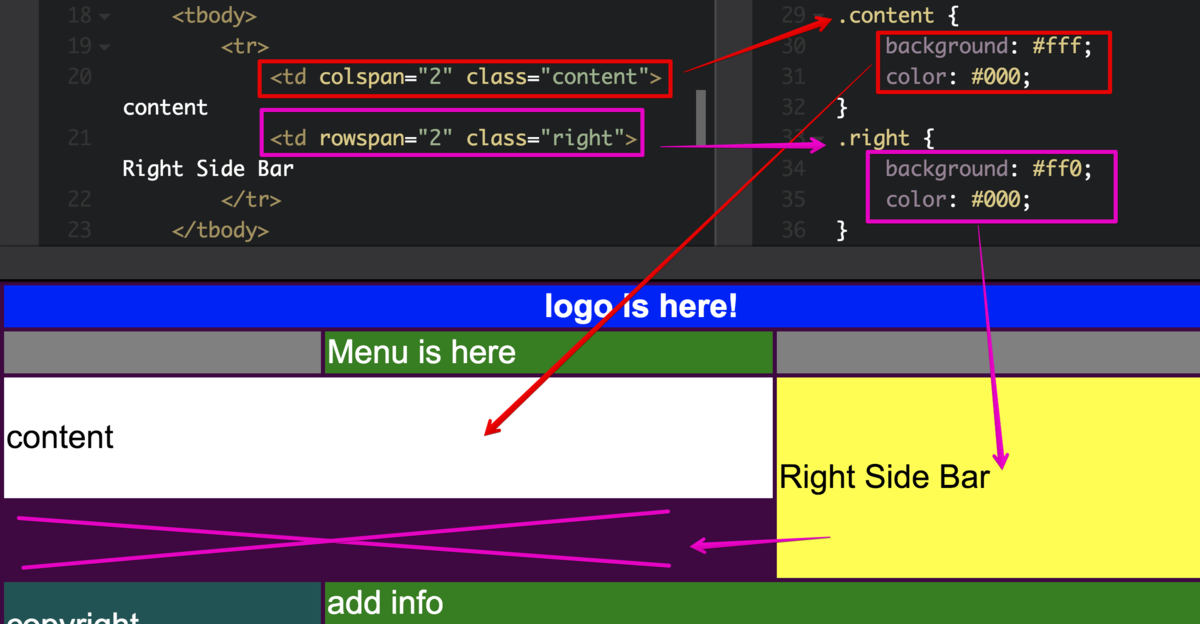 18 <tbody>
19 <tr>
20 <td colspan="2" class="content">
content
21 <td rowspan="2" class="right">
Right Side Bar
22 </tr>
23 </tbody>
29 .content {
30 background: #fff;
31 color: #000;
32 }
33 .right {
34 background: #ff0;
35 color: #000;
36 }
logo is here!
Menu is here
content
Right Side Bar
copyright
add info